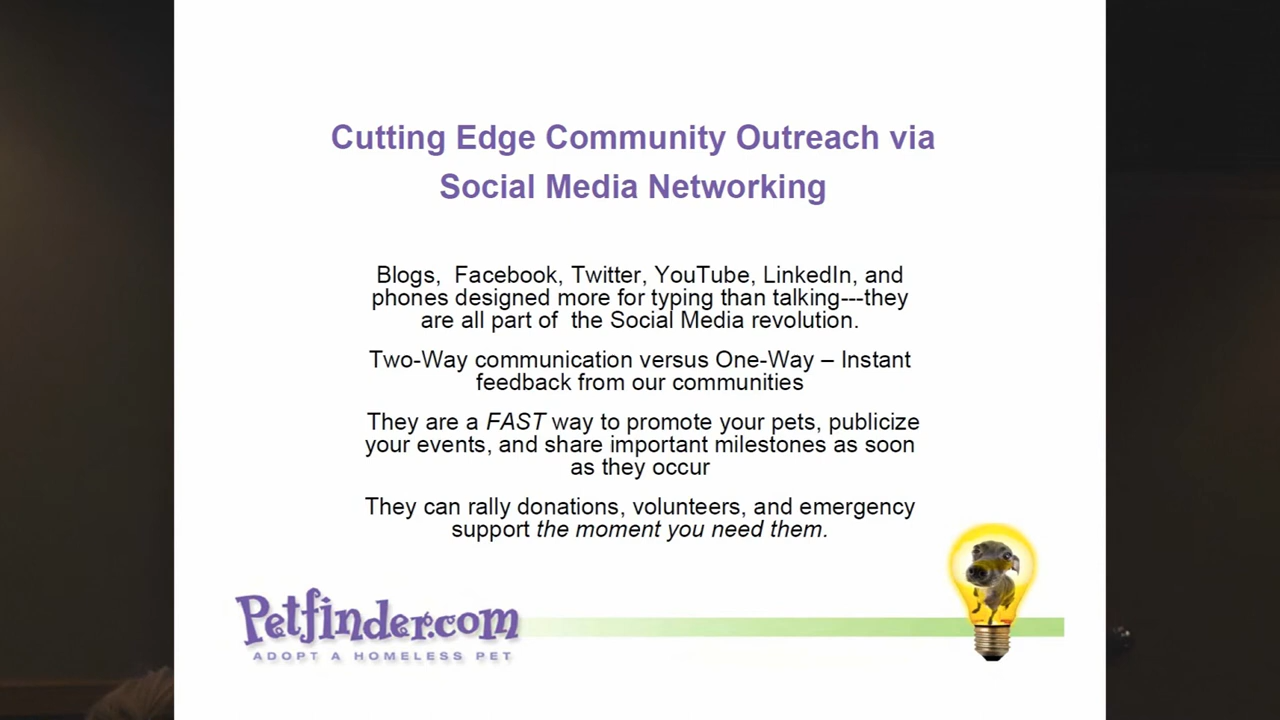 Cutting Edge Community Outreach via
Social Media Networking
Blogs,  Facebook, Twitter, YouTube, LinkedIn, and
phones designed more for typing than talking---they
are all part of  the Social Media revolution.
Two-Way communication versus One-Way – Instant
feedback from our communities
They are a FAST way to promote your pets, publicize
your events, and share important milestones as soon
as they occur
They can rally donations, volunteers, and emergency
support the moment you need them.
Petfinder.com
ADOPT A HOMELESS PET